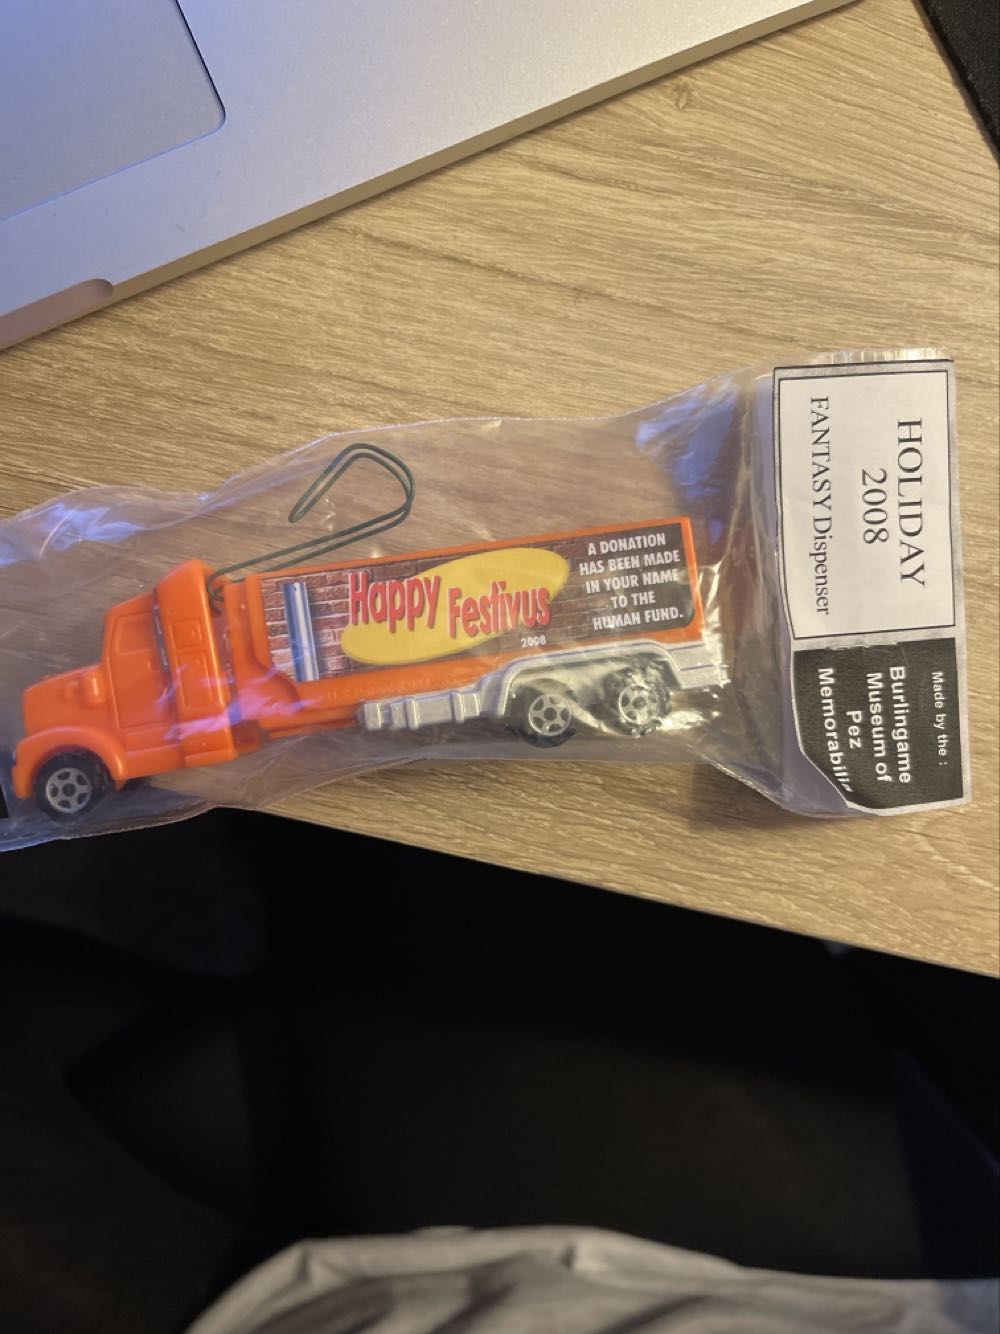 Happy Festivus
2008
A DONATION
HAS BEEN MADE
IN YOUR NAME
TO THE
HUMAN FUND.
HOLIDAY
2008
FANTASY Dispenser
Made by the :
Burlingame
Museum of
Pez
Memorabilia